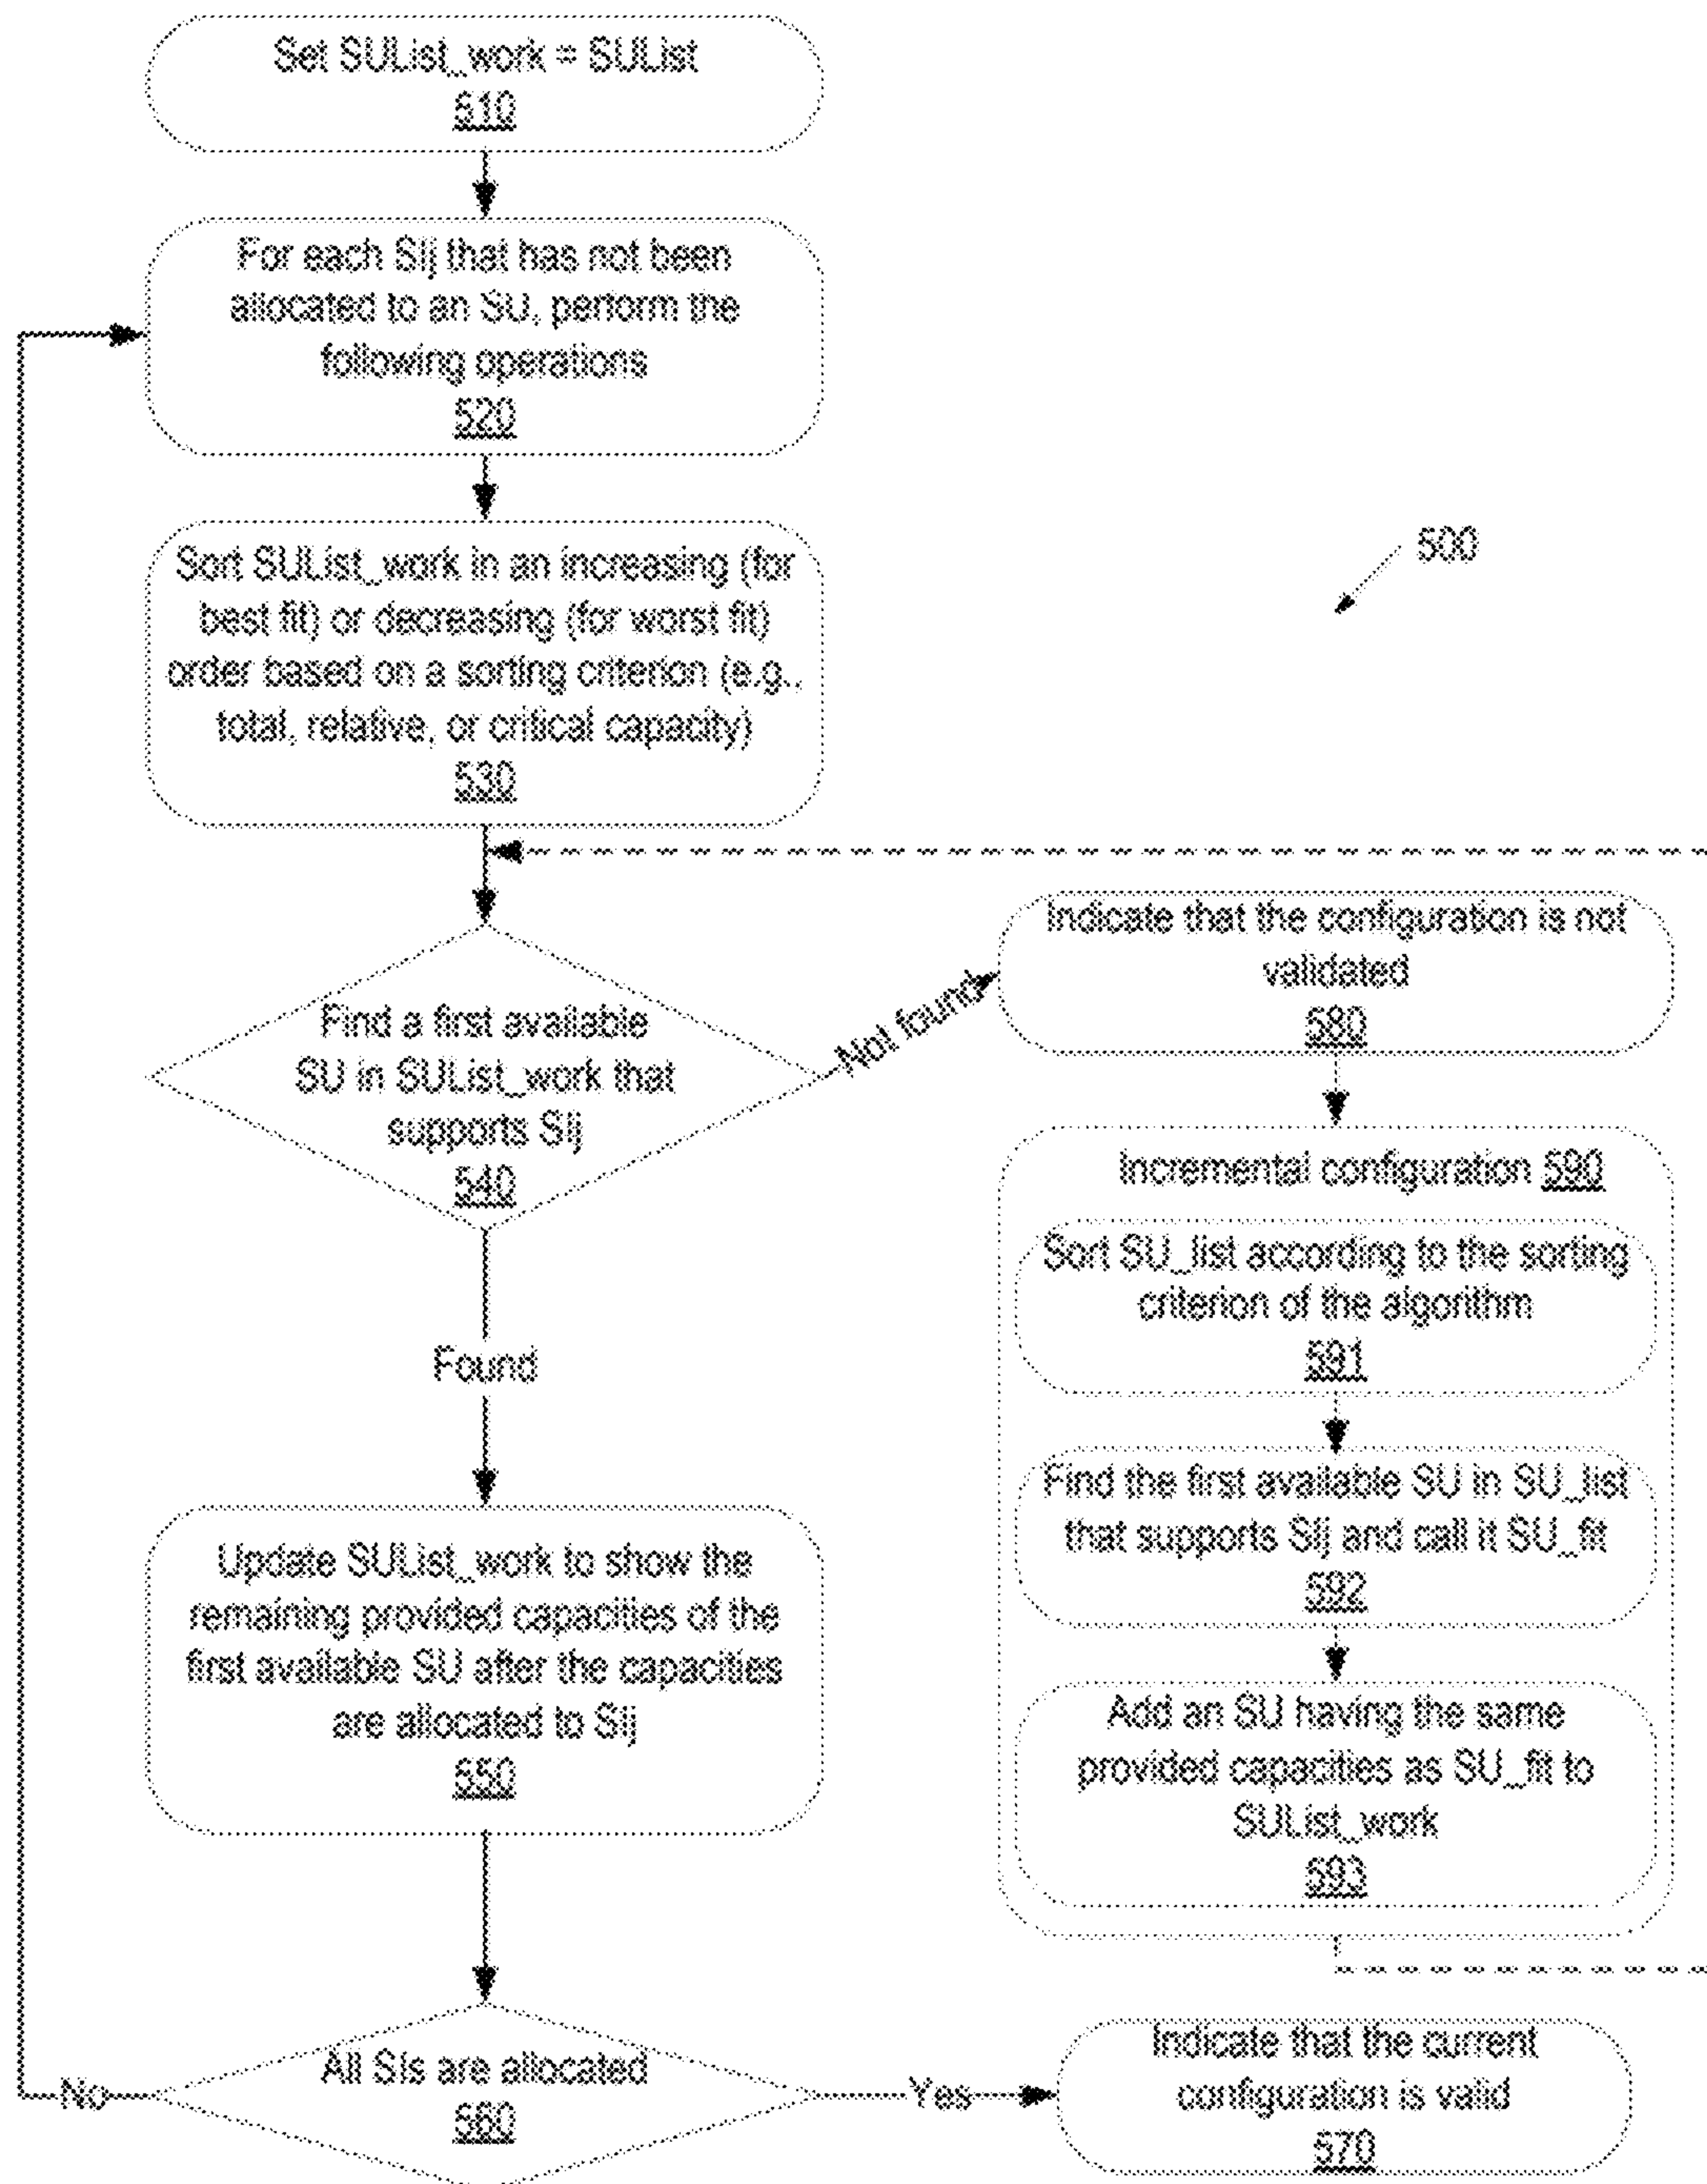 Set SUList_work = SUList
510
For each SIj that has not been
allocated to an SU, perform the
following operations
520
Sort SUList_work in an increasing (for
best fit) or decreasing (for worst fit)
order based on a sorting criterion (e.g.,
total, relative, or critical capacity)
530
500
Find a first available
SU in SUList_work that
supports SIj
540
Not found
Indicate that the configuration is not
validated
580
Incremental configuration 590
Sort SU_list according to the sorting
criterion of the algorithm
591
Find the first available SU in SU_list
that supports SIj and call it SU_fit
592
Add an SU having the same
provided capacities as SU_fit to
SUList_work
593
Found
Update SUList_work to show the
remaining provided capacities of the
first available SU after the capacities
are allocated to SIj
550
All SIs are allocated
560
No
Yes
Indicate that the current
configuration is valid
570